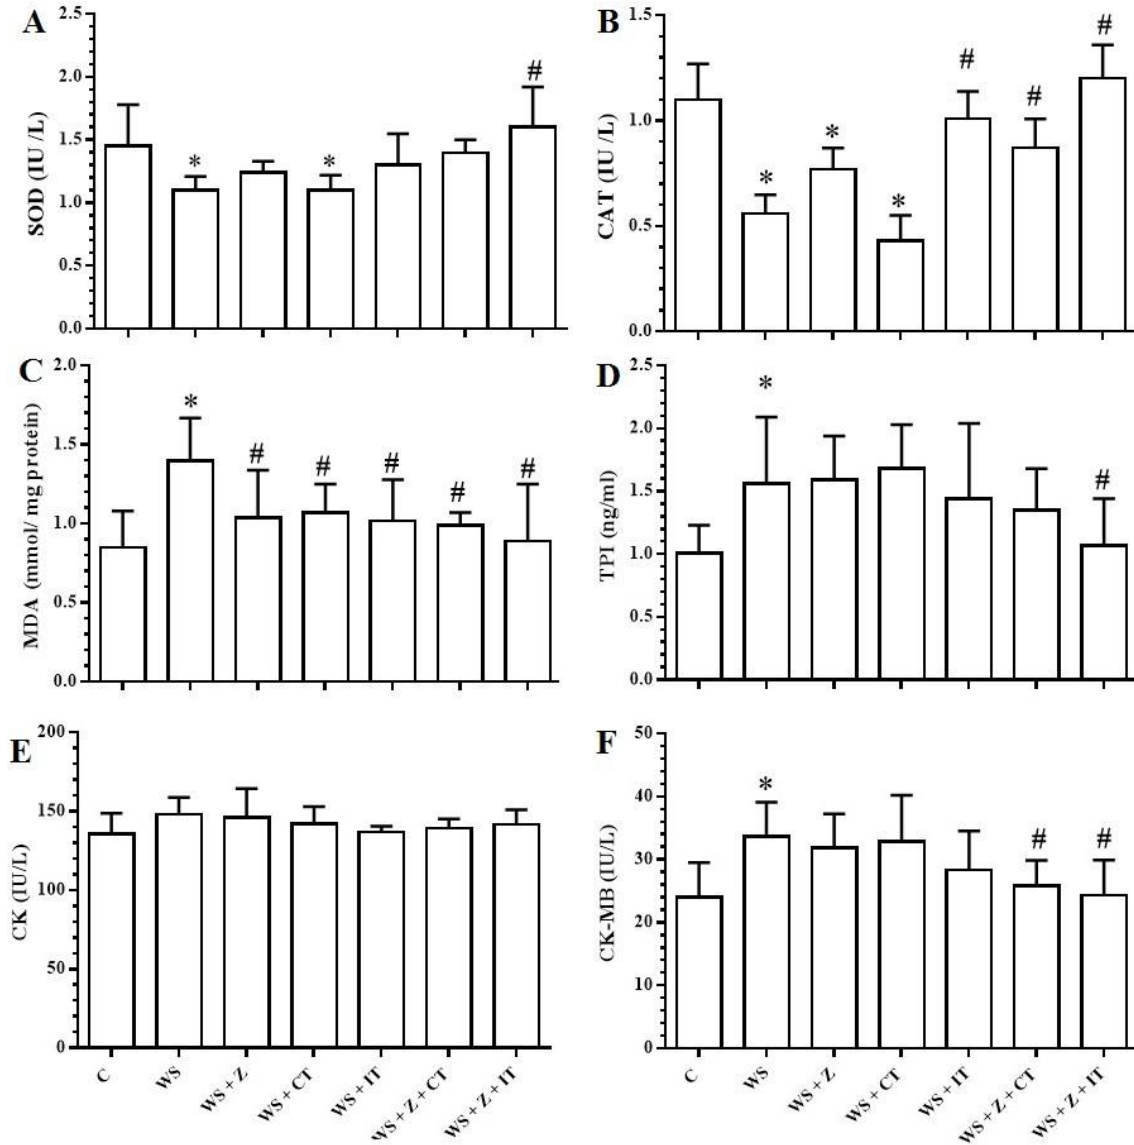 A
SOD (IU /L)
2.5
2.0
1.5
1.0
0.5
0.0
*
*
#
B
CAT (IU /L)
1.5
1.0
0.5
0.0
*
*
*
#
#
#
C
MDA (mmol/ mg protein)
2.0
1.5
1.0
0.5
0.0
*
#
#
#
#
#
D
TPI (ng/ml)
2.5
2.0
1.5
1.0
0.5
0.0
*
#
E
CK (IU/L)
200
150
100
50
0
C
WS
WS + Z
WS + CT
WS + IT
WS + Z + CT
WS + Z + IT
F
CK-MB (IU/L)
50
40
30
20
10
0
*
#
#
C
WS
WS + Z
WS + CT
WS + IT
WS + Z + CT
WS + Z + IT